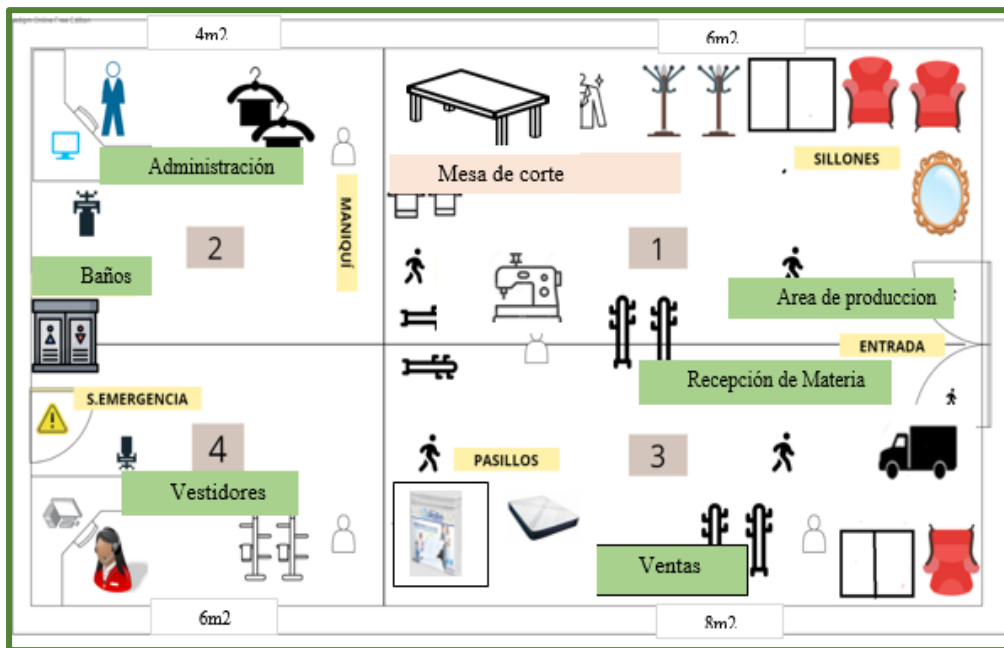 4m2
6m2
Administración
Mesa de corte
SILLONES
MANIQUÍ
2
1
Baños
Area de produccion
ENTRADA
Recepción de Materia
S.EMERGENCIA
4
PASILLOS
3
Vestidores
Ventas
6m2
8m2